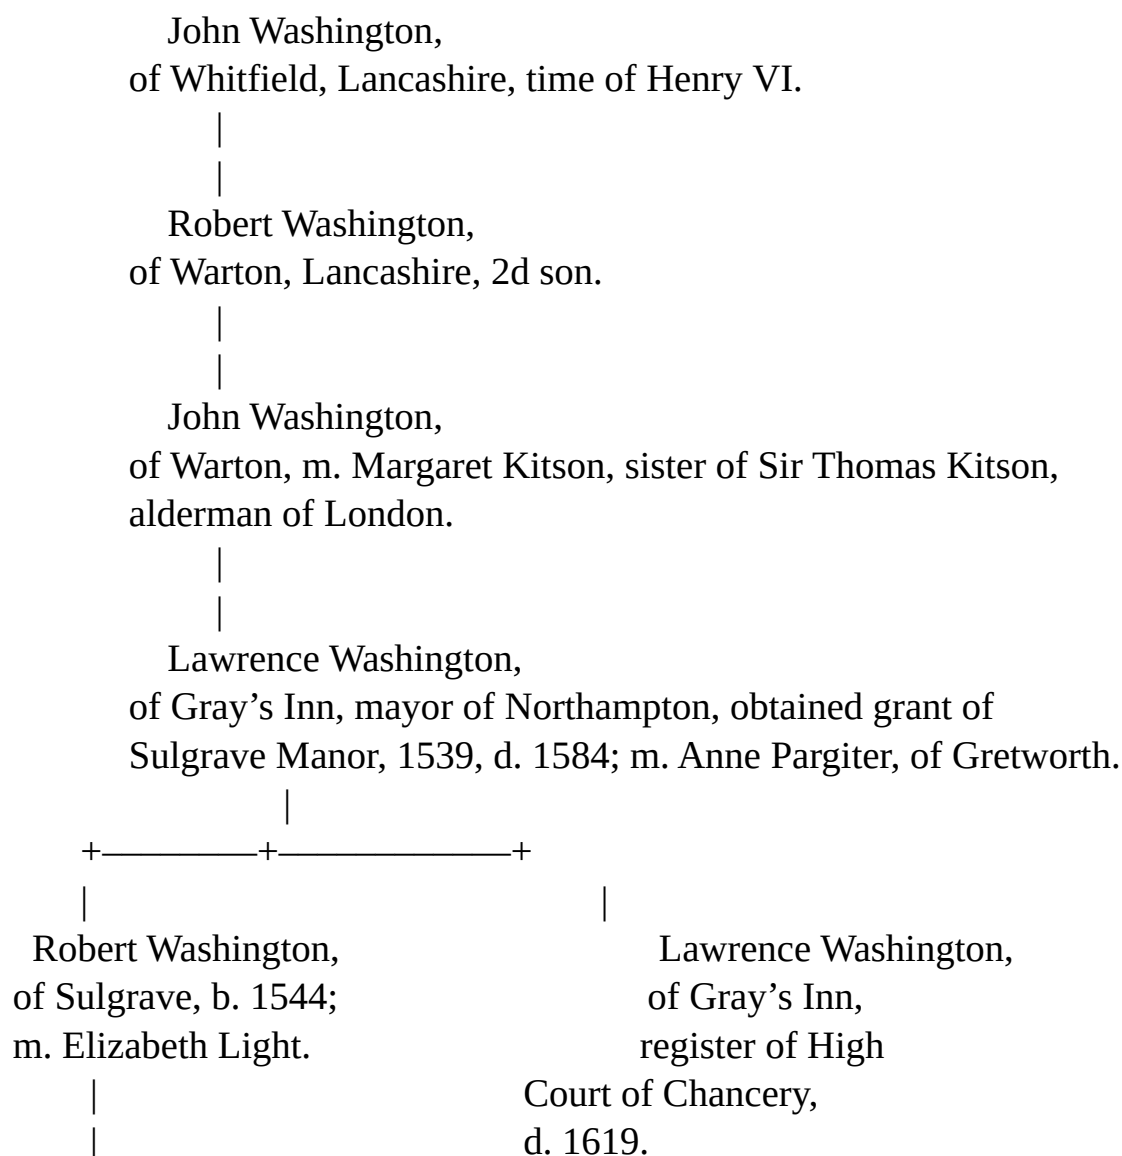 John Washington,
of Whitfield, Lancashire, time of Henry VI.
|
|
Robert Washington,
of Warton, Lancashire, 2d son.
|
|
John Washington,
of Warton, m. Margaret Kitson, sister of Sir Thomas Kitson,
alderman of London.
|
|
Lawrence Washington,
of Gray’s Inn, mayor of Northampton, obtained grant of
Sulgrave Manor, 1539, d. 1584; m. Anne Pargiter, of Gretworth.
|
+————+——————+
| |
Robert Washington, Lawrence Washington,
of Sulgrave, b. 1544; of Gray’s Inn,
m. Elizabeth Light. register of High
| Court of Chancery,
| d. 1619.